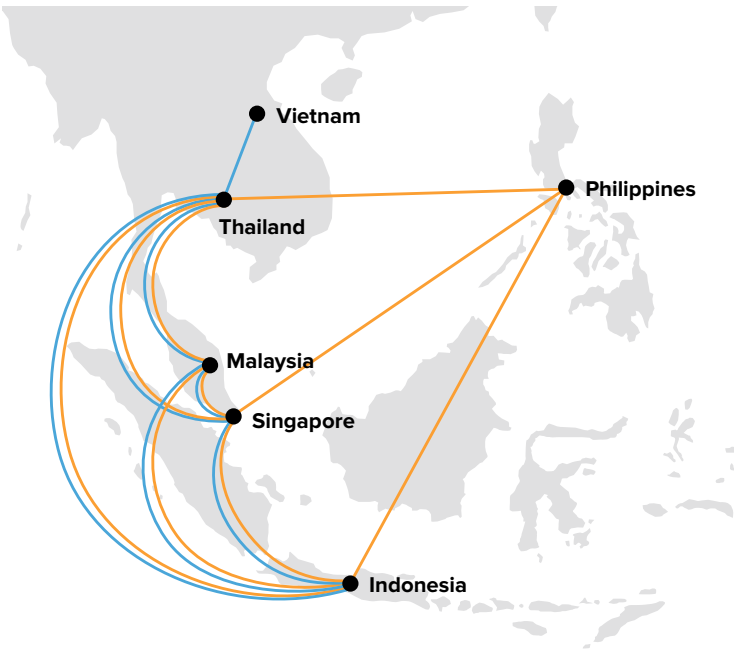 Vietnam
Philippines
Thailand
Malaysia
Singapore
Indonesia